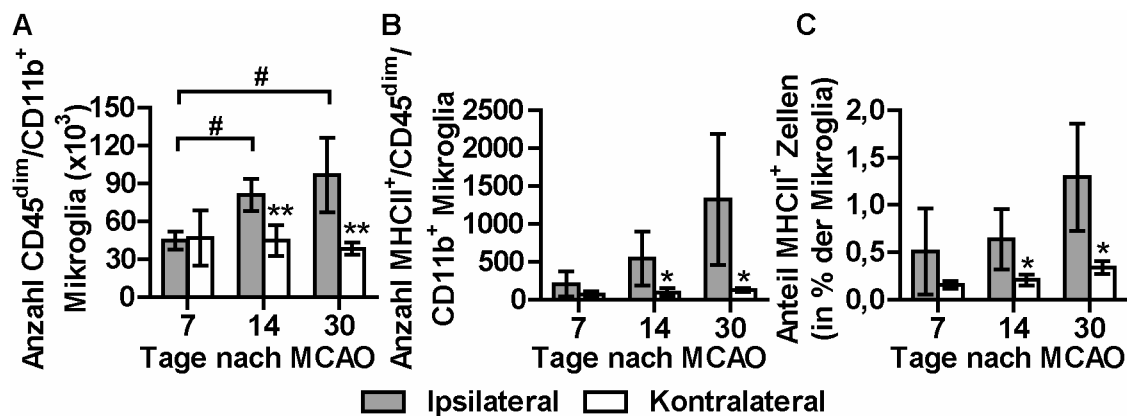 A
Anzahl CD45ᵈⁱᵐ/CD11b⁺
Mikroglia (x10³)
150
120
90
60
30
0
#
#
**
**
7 14 30
Tage nach MCAO
B
Anzahl MHCII⁺/CD45ᵈⁱᵐ/
CD11b⁺ Mikroglia
2500
2000
1500
1000
500
0
*
*
7 14 30
Tage nach MCAO
C
Anteil MHCII⁺ Zellen
(in % der Mikroglia)
2,0
1,5
1,0
0,5
0,0
*
*
7 14 30
Tage nach MCAO
Ipsilateral Kontralateral